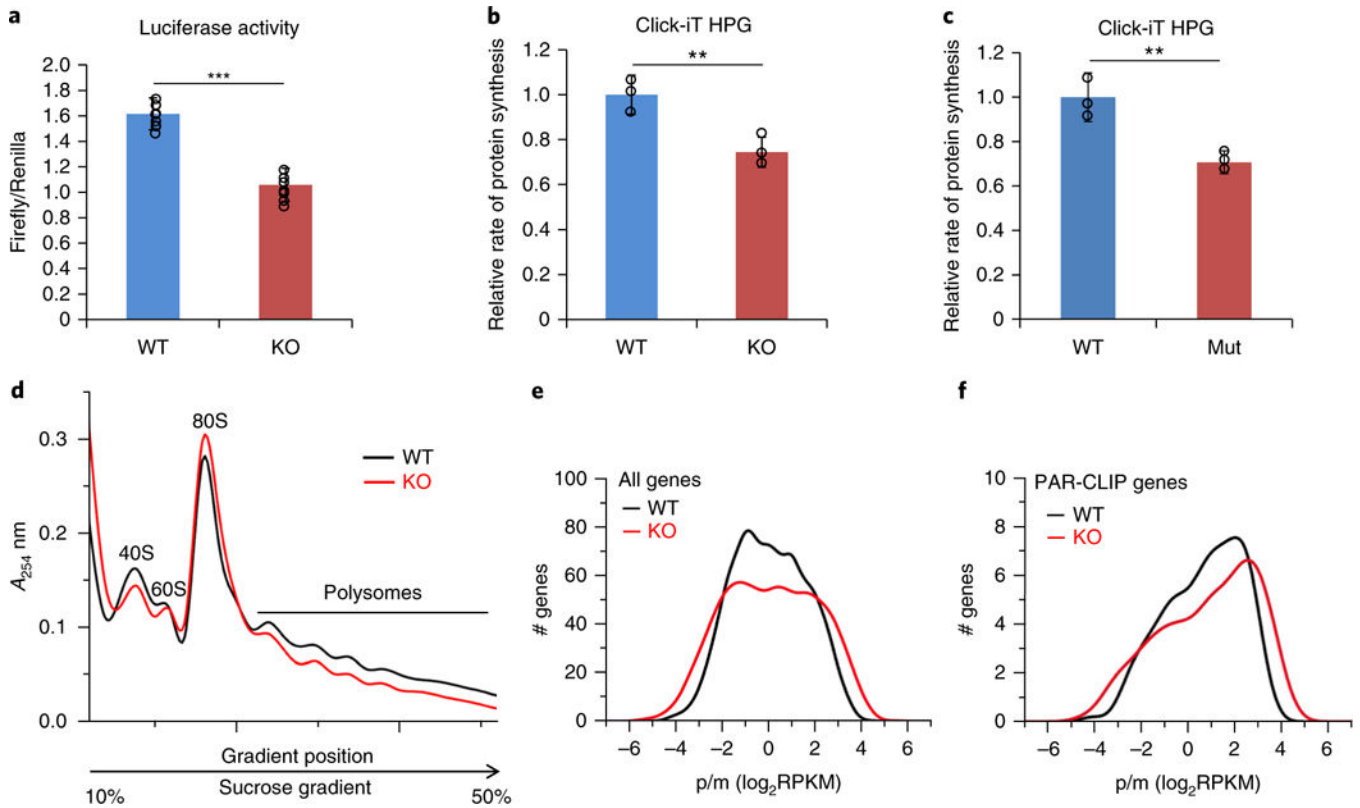 a
Luciferase activity
Firefly/Renilla
2.0
1.8
1.6
1.4
1.2
1.0
0.8
0.6
0.4
0.2
0
***
WT KO
b
Click-iT HPG
Relative rate of protein synthesis
1.2
1.0
0.8
0.6
0.4
0.2
0
**
WT KO
c
Click-iT HPG
Relative rate of protein synthesis
1.2
1.0
0.8
0.6
0.4
0.2
0
**
WT Mut
d
A254 nm
0.3
0.2
0.1
0.0
40S
60S
80S
WT
KO
Polysomes
Gradient position
Sucrose gradient
10% 50%
e
All genes
WT
KO
# genes
100
80
60
40
20
0
−6 −4 −2 0 2 4 6
p/m (log2RPKM)
f
PAR-CLIP genes
WT
KO
# genes
10
8
6
4
2
0
−6 −4 −2 0 2 4 6
p/m (log2RPKM)